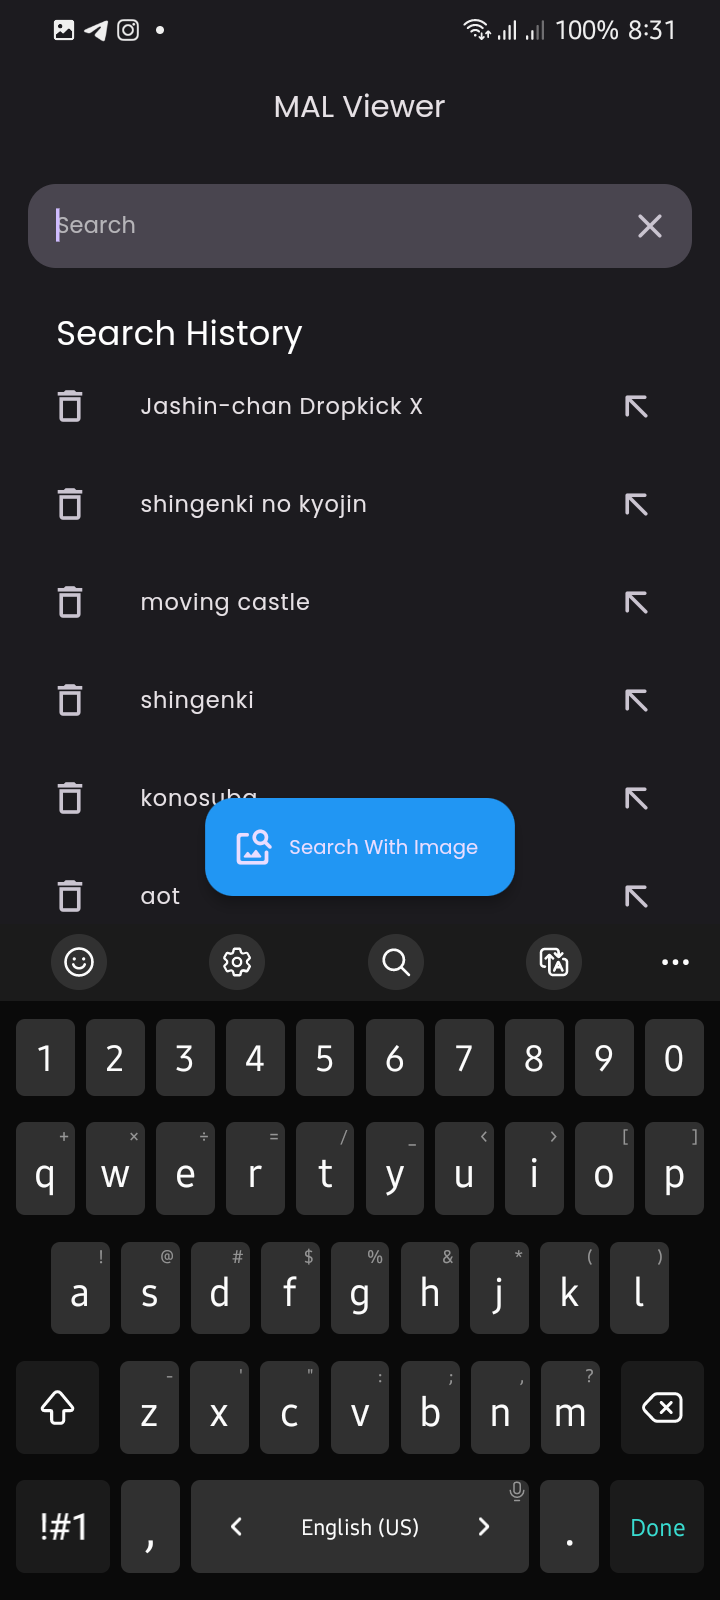 100% 8:31
MAL Viewer
Search
Search History
Jashin-chan Dropkick X
shingenki no kyojin
moving castle
shingenki
konosuba
Search With Image
aot
1 2 3 4 5 6 7 8 9 0
+ × ÷ = / _ < > [ ]
q w e r t y u i o p
! @ # $ % & * ( )
a s d f g h j k l
- ' " : ; , ?
z x c v b n m
!#1 , < English (US) > . Done